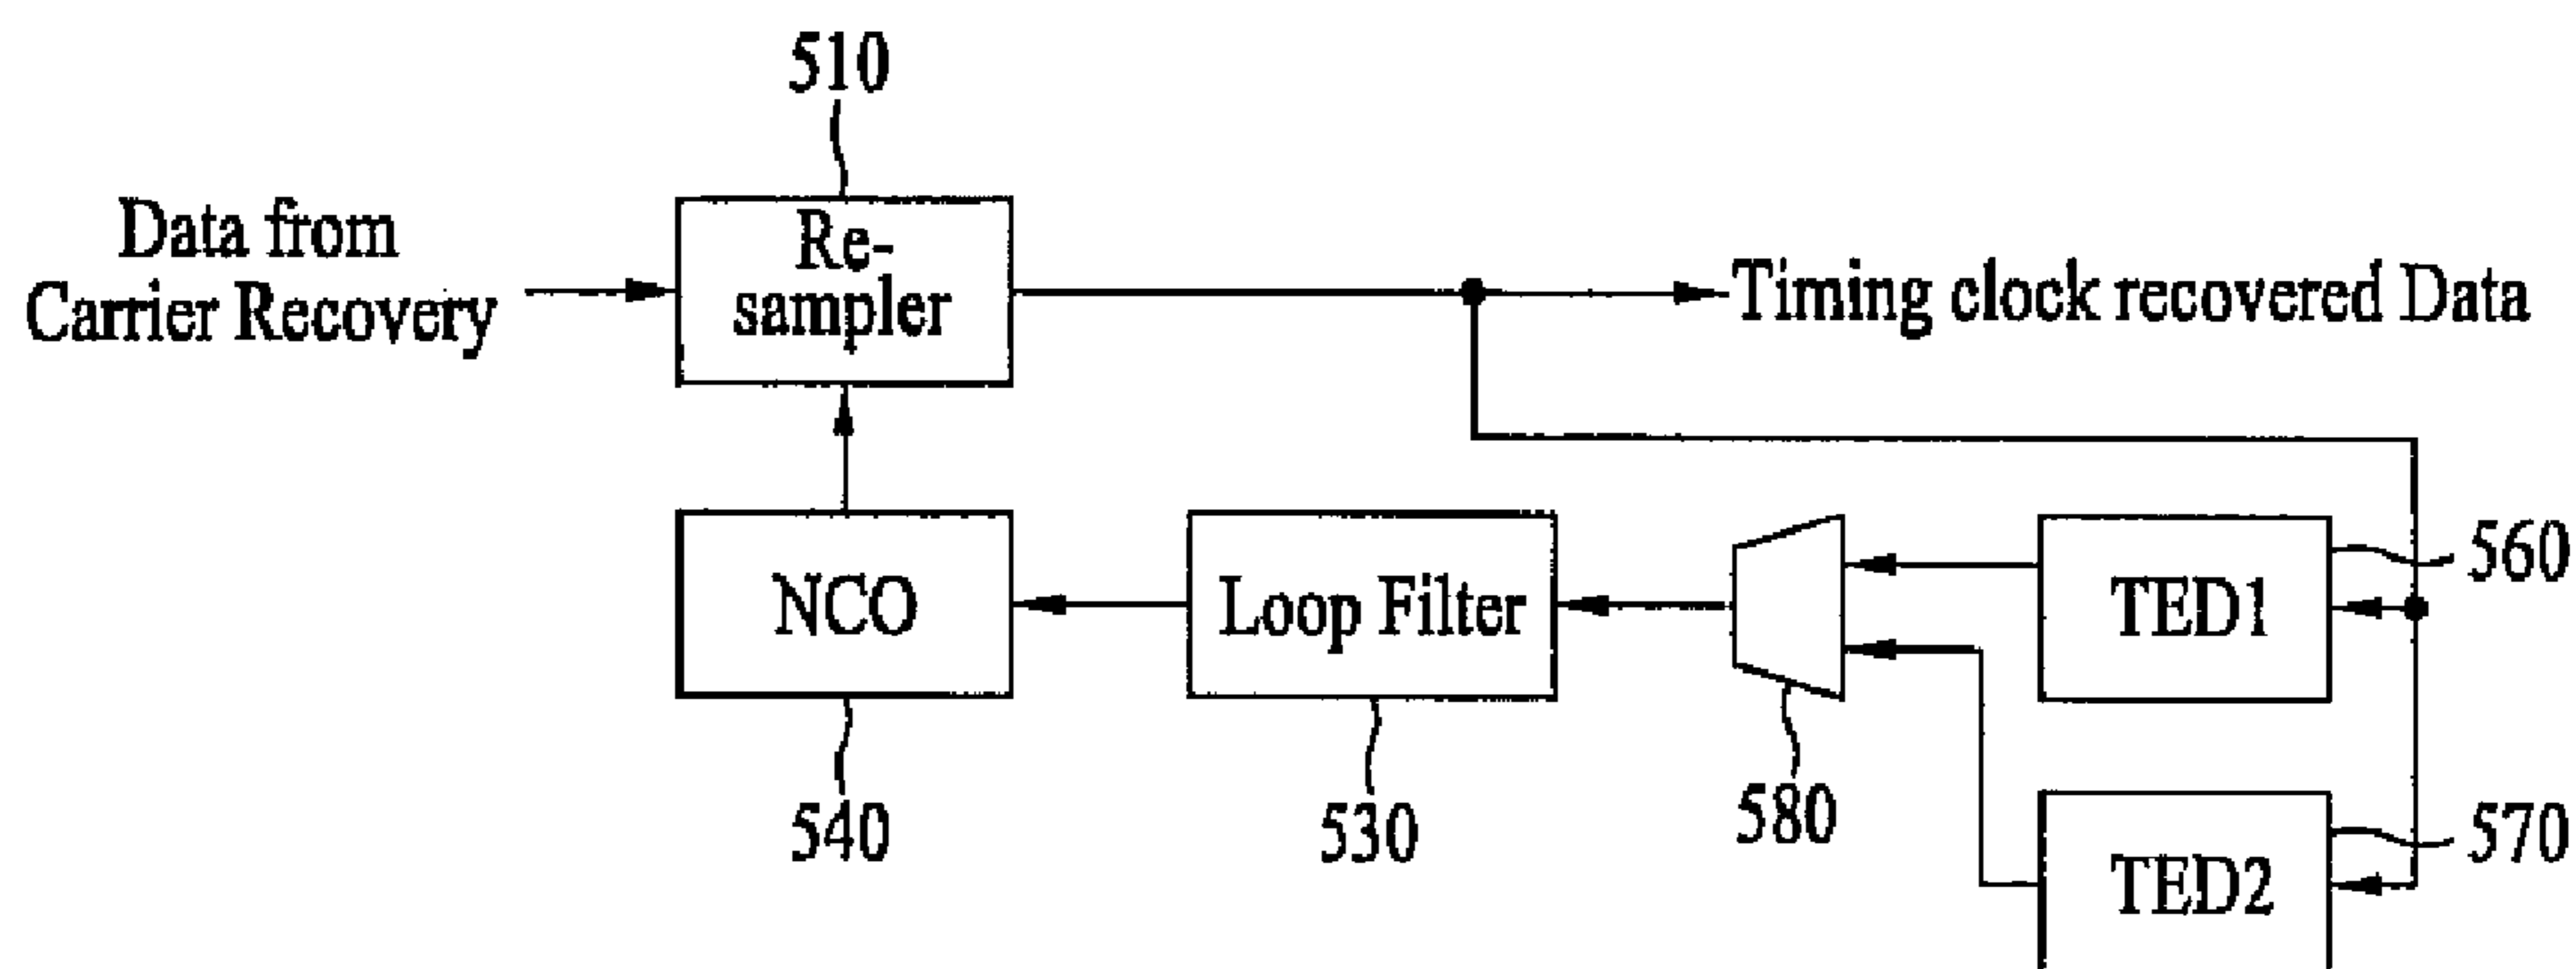 510
Data from
Carrier Recovery
Re-
sampler
Timing clock recovered Data
NCO
Loop Filter
TED1
560
540
530
580
TED2
570